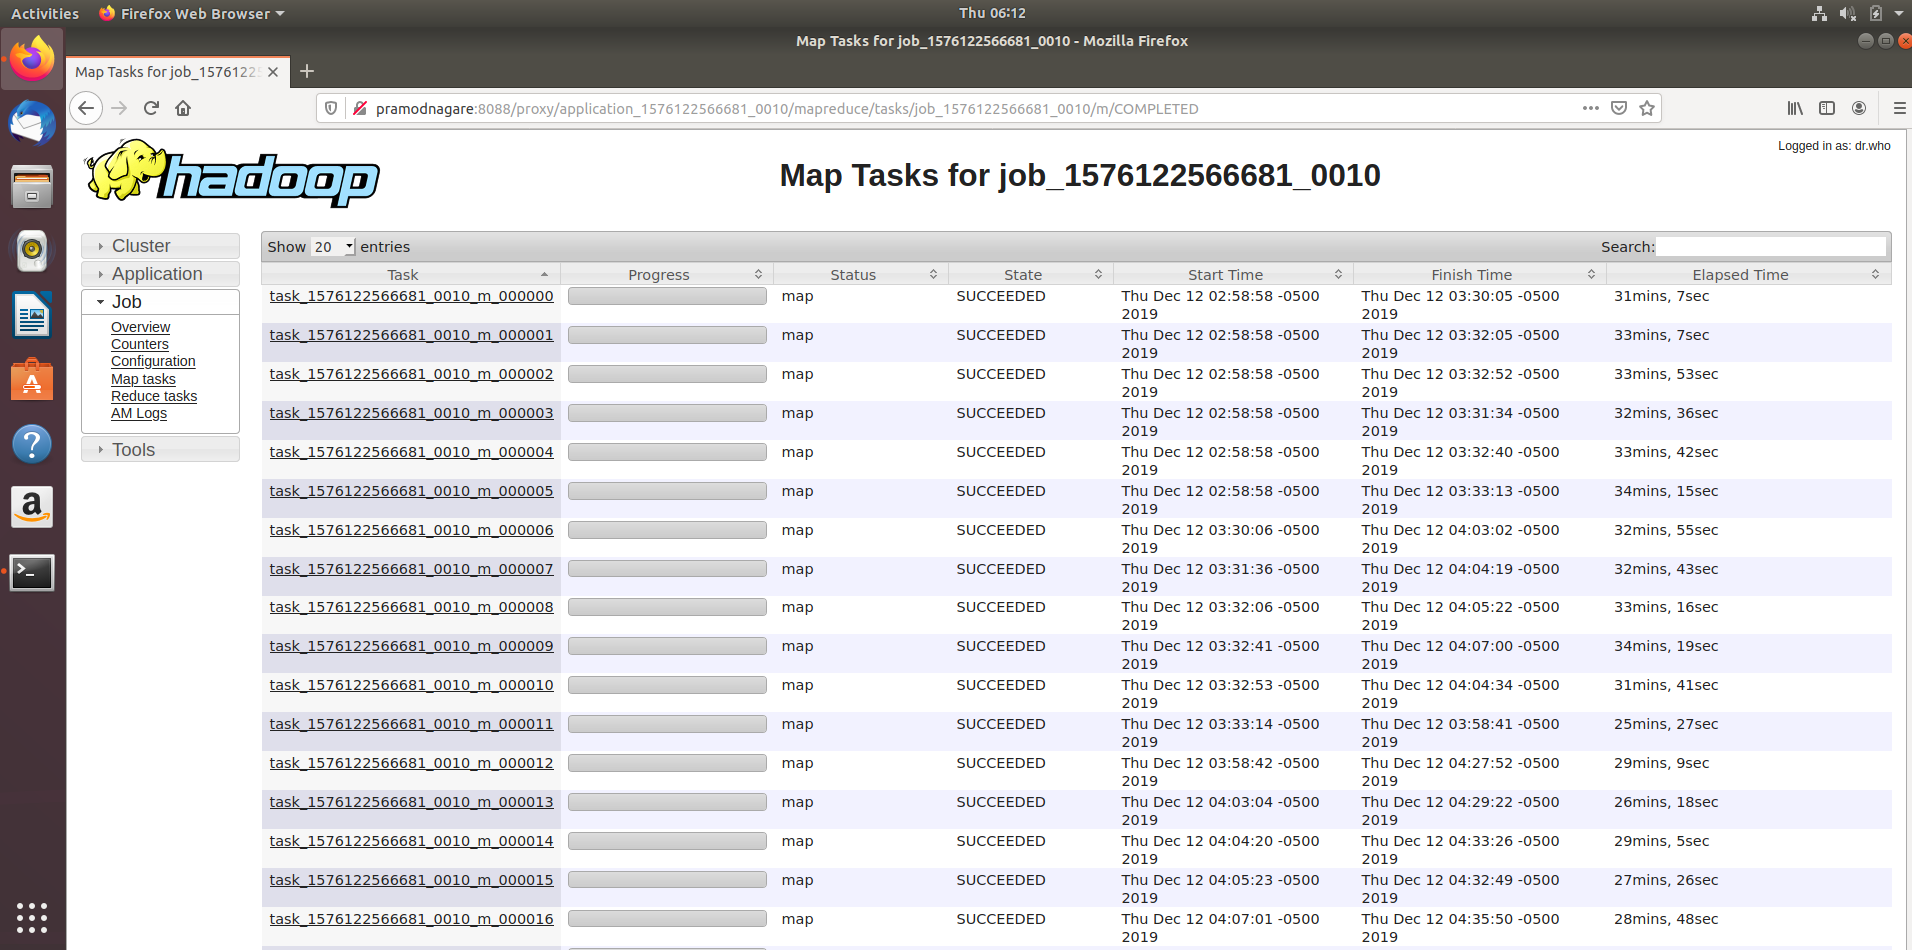 Activities Firefox Web Browser Thu 06:12
Map Tasks for job_1576122566681_0010 - Mozilla Firefox
Map Tasks for job_1576122
pramodnagare:8088/proxy/application_1576122566681_0010/mapreduce/tasks/job_1576122566681_0010/m/COMPLETED
Logged in as: dr.who
hadoop
Map Tasks for job_1576122566681_0010
Cluster
Application
Job
Overview
Counters
Configuration
Map tasks
Reduce tasks
AM Logs
Tools
Show 20 entries Search:
Task Progress Status State Start Time Finish Time Elapsed Time
task_1576122566681_0010_m_000000 map SUCCEEDED Thu Dec 12 02:58:58 -0500 Thu Dec 12 03:30:05 -0500 31mins, 7sec
2019 2019
task_1576122566681_0010_m_000001 map SUCCEEDED Thu Dec 12 02:58:58 -0500 Thu Dec 12 03:32:05 -0500 33mins, 7sec
2019 2019
task_1576122566681_0010_m_000002 map SUCCEEDED Thu Dec 12 02:58:58 -0500 Thu Dec 12 03:32:52 -0500 33mins, 53sec
2019 2019
task_1576122566681_0010_m_000003 map SUCCEEDED Thu Dec 12 02:58:58 -0500 Thu Dec 12 03:31:34 -0500 32mins, 36sec
2019 2019
task_1576122566681_0010_m_000004 map SUCCEEDED Thu Dec 12 02:58:58 -0500 Thu Dec 12 03:32:40 -0500 33mins, 42sec
2019 2019
task_1576122566681_0010_m_000005 map SUCCEEDED Thu Dec 12 02:58:58 -0500 Thu Dec 12 03:33:13 -0500 34mins, 15sec
2019 2019
task_1576122566681_0010_m_000006 map SUCCEEDED Thu Dec 12 03:30:06 -0500 Thu Dec 12 04:03:02 -0500 32mins, 55sec
2019 2019
task_1576122566681_0010_m_000007 map SUCCEEDED Thu Dec 12 03:31:36 -0500 Thu Dec 12 04:04:19 -0500 32mins, 43sec
2019 2019
task_1576122566681_0010_m_000008 map SUCCEEDED Thu Dec 12 03:32:06 -0500 Thu Dec 12 04:05:22 -0500 33mins, 16sec
2019 2019
task_1576122566681_0010_m_000009 map SUCCEEDED Thu Dec 12 03:32:41 -0500 Thu Dec 12 04:07:00 -0500 34mins, 19sec
2019 2019
task_1576122566681_0010_m_000010 map SUCCEEDED Thu Dec 12 03:32:53 -0500 Thu Dec 12 04:04:34 -0500 31mins, 41sec
2019 2019
task_1576122566681_0010_m_000011 map SUCCEEDED Thu Dec 12 03:33:14 -0500 Thu Dec 12 03:58:41 -0500 25mins, 27sec
2019 2019
task_1576122566681_0010_m_000012 map SUCCEEDED Thu Dec 12 03:58:42 -0500 Thu Dec 12 04:27:52 -0500 29mins, 9sec
2019 2019
task_1576122566681_0010_m_000013 map SUCCEEDED Thu Dec 12 04:03:04 -0500 Thu Dec 12 04:29:22 -0500 26mins, 18sec
2019 2019
task_1576122566681_0010_m_000014 map SUCCEEDED Thu Dec 12 04:04:20 -0500 Thu Dec 12 04:33:26 -0500 29mins, 5sec
2019 2019
task_1576122566681_0010_m_000015 map SUCCEEDED Thu Dec 12 04:05:23 -0500 Thu Dec 12 04:32:49 -0500 27mins, 26sec
2019 2019
task_1576122566681_0010_m_000016 map SUCCEEDED Thu Dec 12 04:07:01 -0500 Thu Dec 12 04:35:50 -0500 28mins, 48sec
2019 2019